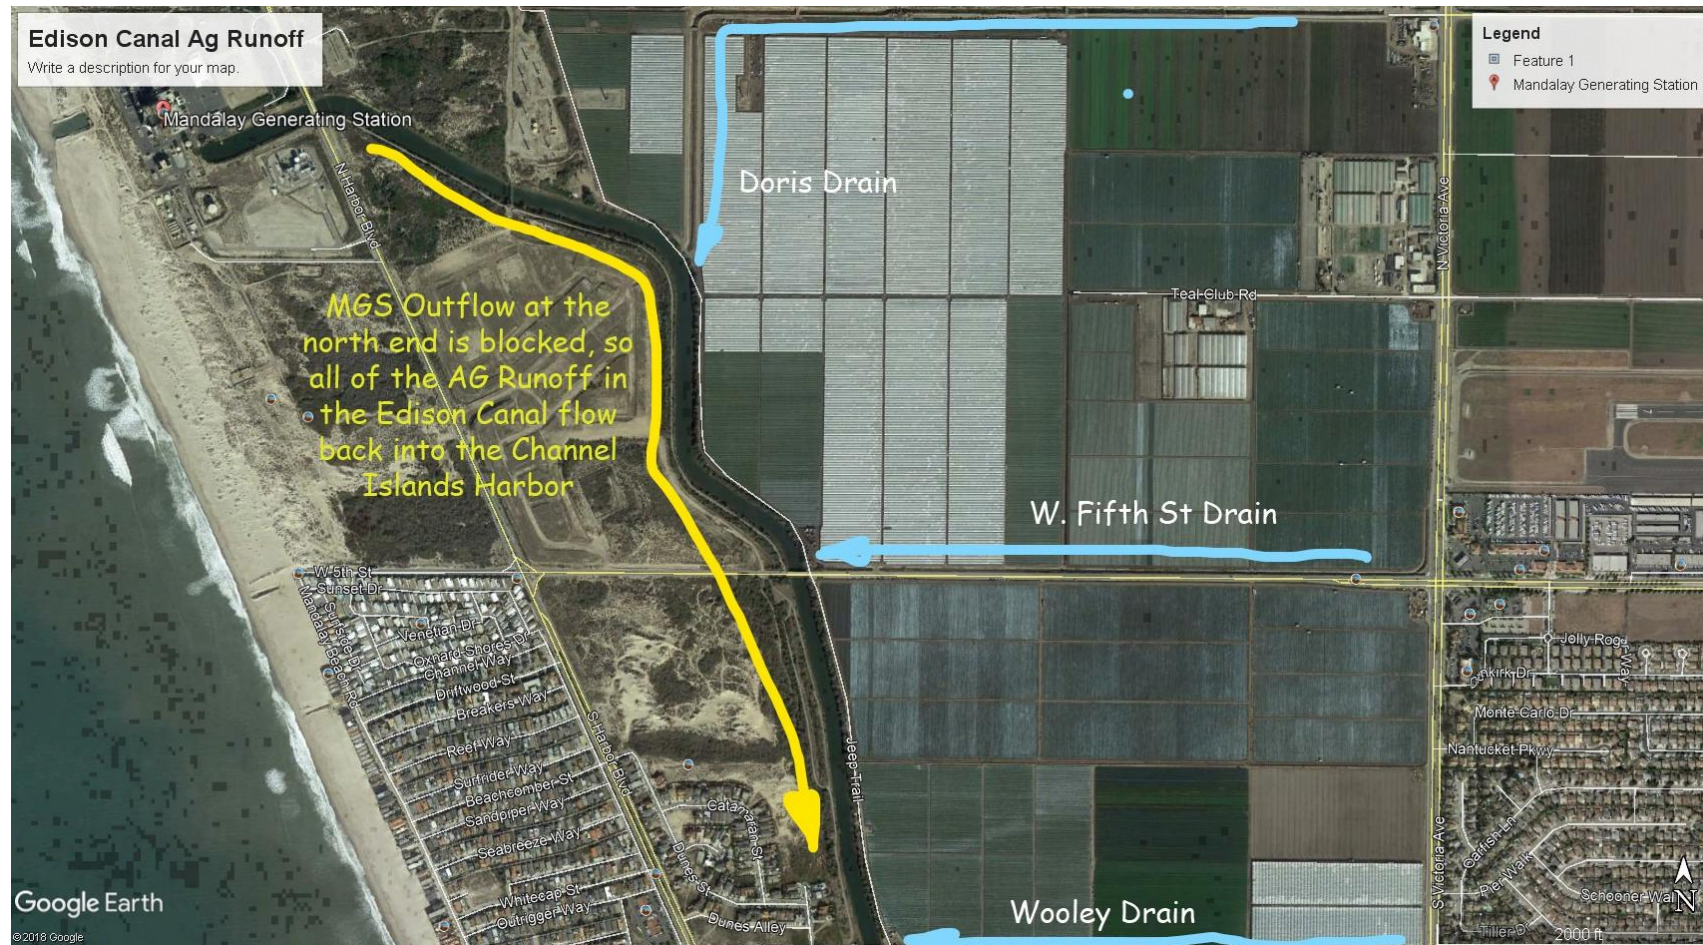 Edison Canal Ag Runoff
Write a description for your map.
Legend
Feature 1
Mandalay Generating Station
Mandalay Generating Station
N Harbor Blvd
Doris Drain
N Victoria Ave
Teal Club Rd
MGS Outflow at the
north end is blocked, so
all of the AG Runoff in
the Edison Canal flow
back into the Channel
Islands Harbor
W. Fifth St Drain
W 5th St
Sunset Dr
Sunrise Dr
Mandalay Beach Rd
Venetian Dr
Oxnard Shores Dr
Channel Way
Driftwood St
Breakers Way
Reef Way
Surfrider Way
Beachcomber St
Sandpiper Way
Seabreeze Way
Whitecap St
Outrigger Way
S Harbor Blvd
Catamaran St
Dunes St
Dunes Alley
Jeep Trail
Monte Carlo Dr
Nantucket Pkwy
S Victoria Ave
Catfish Ln
Pier Walk
Schooner Wal
Tiller D
Wooley Drain
N
2000 ft
Google Earth
©2018 Google